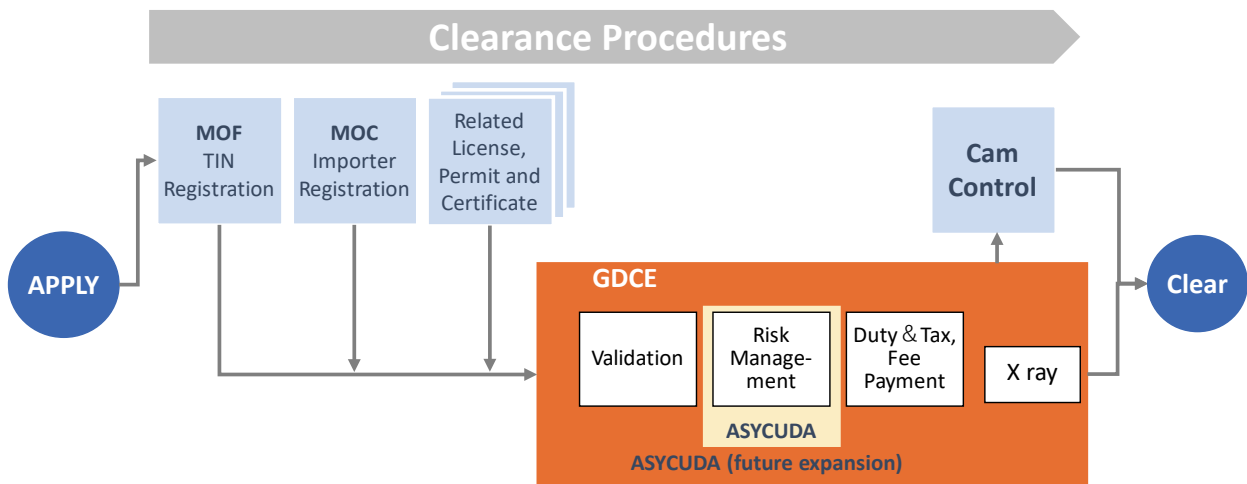 Clearance Procedures
MOF
TIN
Registration
MOC
Importer
Registration
Related
License,
Permit and
Certificate
Cam
Control
APPLY
Clear
GDCE
Validation
Risk
Manage-
ment
Duty＆Tax,
Fee
Payment
X ray
ASYCUDA
ASYCUDA (future expansion)